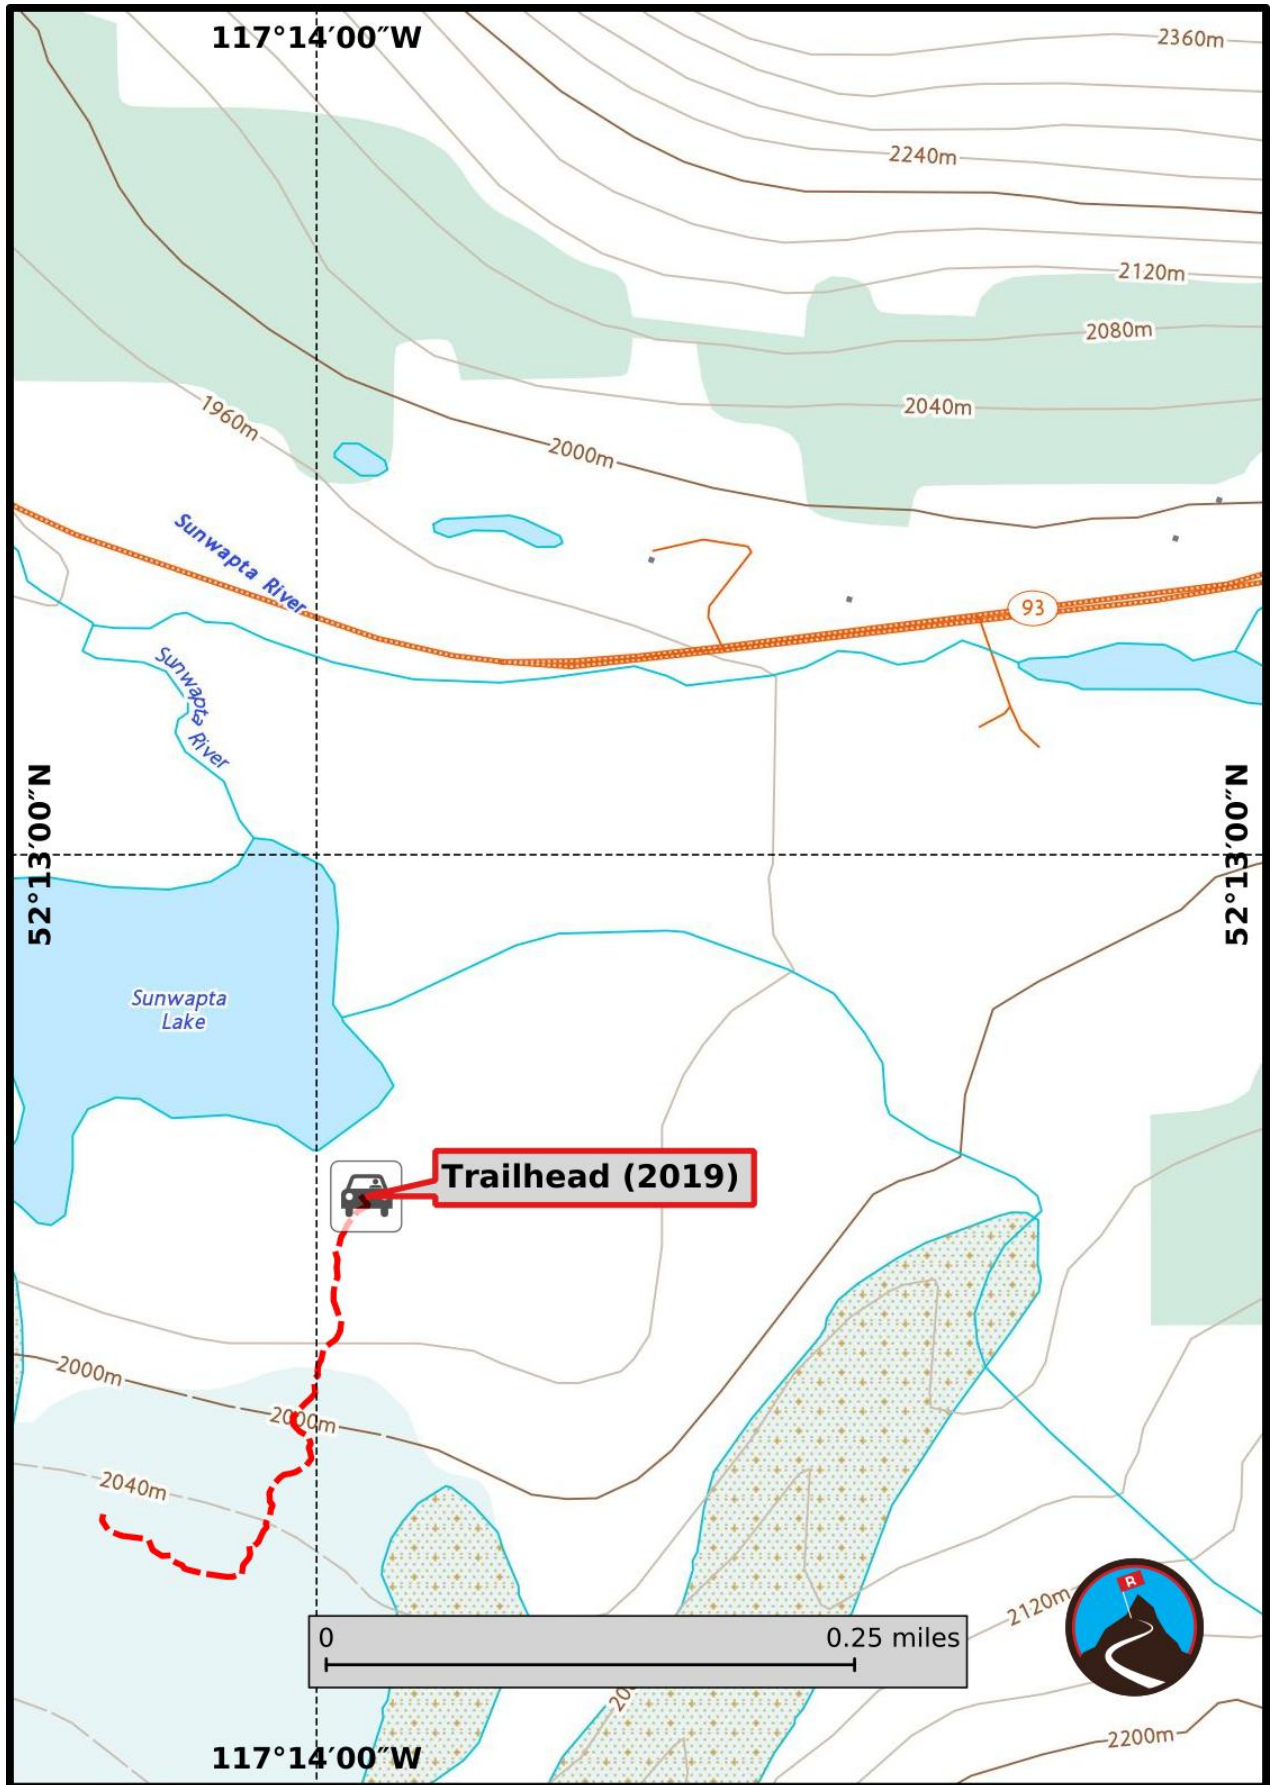 117°14′00″W
2360m
2240m
2120m
2080m
2040m
1960m
2000m
Sunwapta River
93
Sunwapta
River
52°13′00″N
52°13′00″N
Sunwapta
Lake
Trailhead (2019)
2000m
2000m
2040m
2120m
0
0.25 miles
R
2200m
117°14′00″W